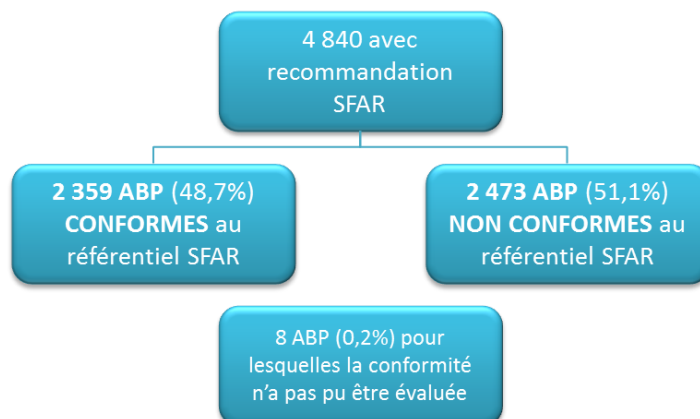 4 840 avec
recommandation
SFAR
2 359 ABP (48,7%)
CONFORMES au
référentiel SFAR
2 473 ABP (51,1%)
NON CONFORMES au
référentiel SFAR
8 ABP (0,2%) pour
lesquelles la conformité
n'a pas pu être évaluée